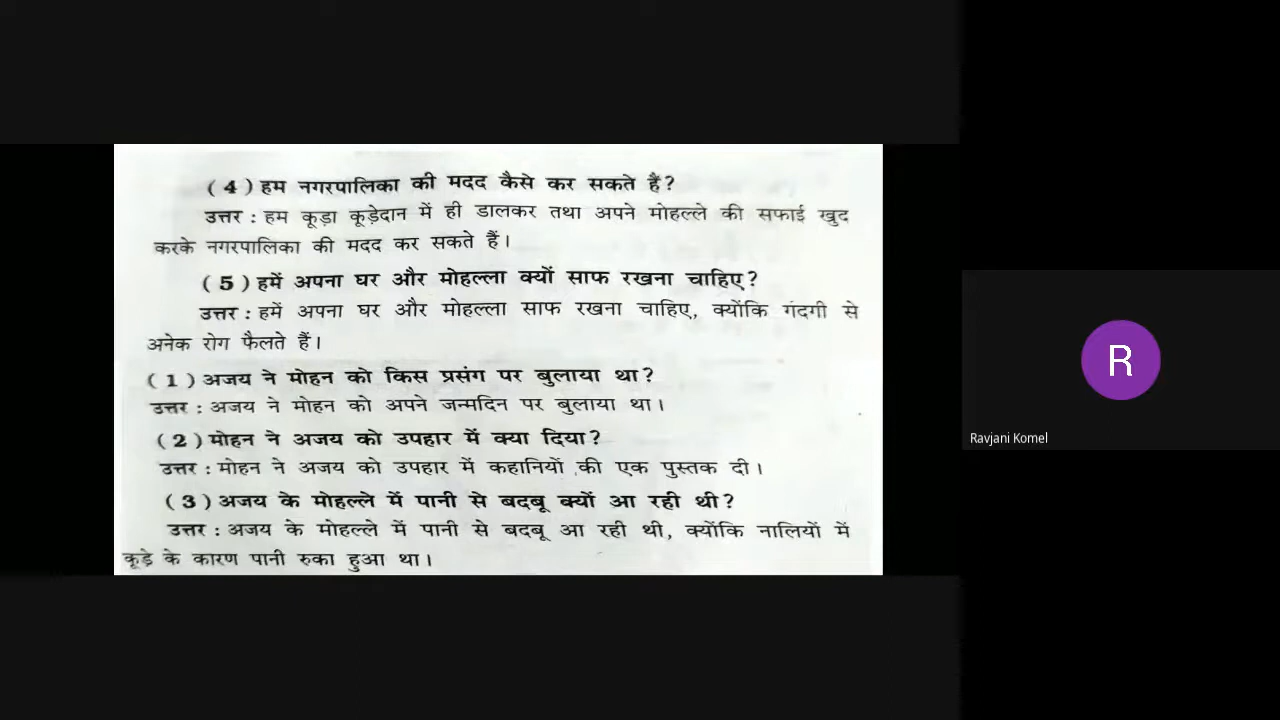 (4) हम नगरपालिका की मदद कैसे कर सकते हैं?
उत्तर : हम कूड़ा कूड़ेदान में ही डालकर तथा अपने मोहल्ले की सफाई खुद
करके नगरपालिका की मदद कर सकते हैं।
(5) हमें अपना घर और मोहल्ला क्यों साफ रखना चाहिए?
उत्तर : हमें अपना घर और मोहल्ला साफ रखना चाहिए, क्योंकि गंदगी से
अनेक रोग फैलते हैं।
(1) अजय ने मोहन को किस प्रसंग पर बुलाया था?
उत्तर : अजय ने मोहन को अपने जन्मदिन पर बुलाया था।
(2) मोहन ने अजय को उपहार में क्या दिया?
उत्तर : मोहन ने अजय को उपहार में कहानियों की एक पुस्तक दी।
(3) अजय के मोहल्ले में पानी से बदबू क्यों आ रही थी?
उत्तर : अजय के मोहल्ले में पानी से बदबू आ रही थी, क्योंकि नालियों में
कूड़े के कारण पानी रुका हुआ था।
R
Ravjani Komel